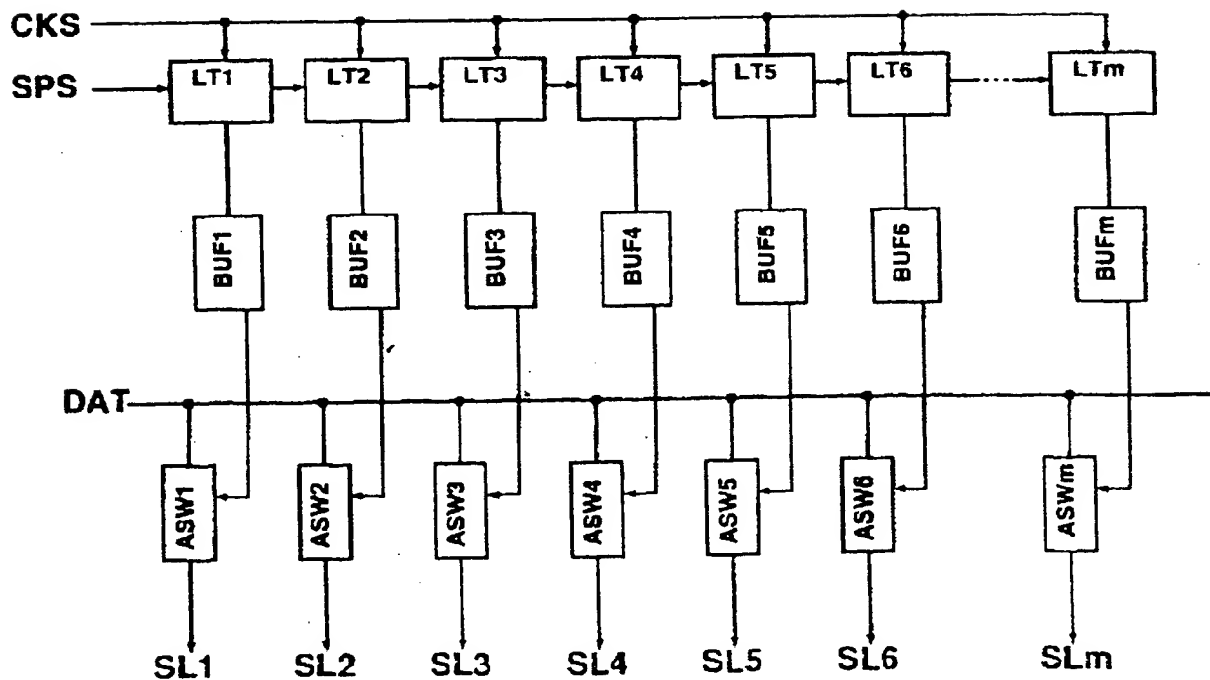 CKS
SPS
LT1 LT2 LT3 LT4 LT5 LT6 LTm
BUF1 BUF2 BUF3 BUF4 BUF5 BUF6 BUFm
DAT
ASW1 ASW2 ASW3 ASW4 ASW5 ASW6 ASWm
SL1 SL2 SL3 SL4 SL5 SL6 SLm